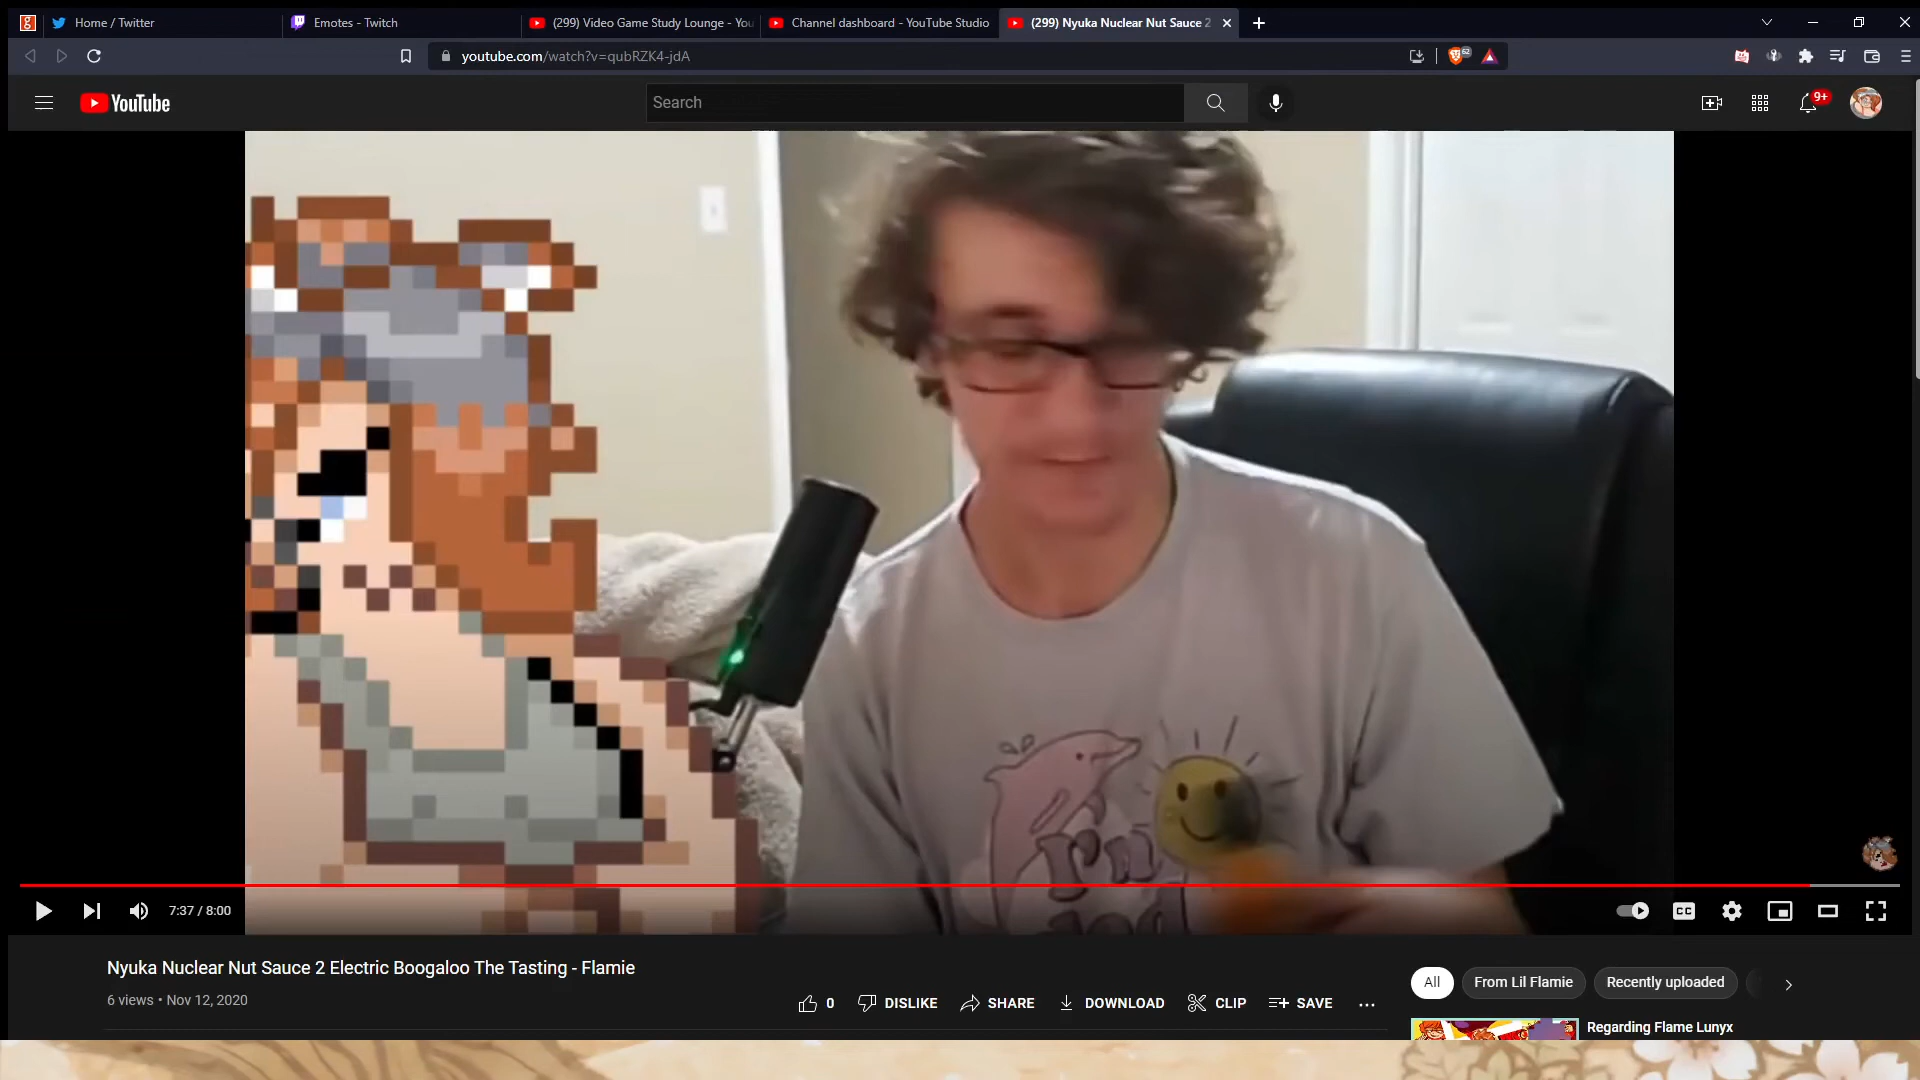 Home / Twitter
Emotes - Twitch
(299) Video Game Study Lounge - You
Channel dashboard - YouTube Studio
(299) Nyuka Nuclear Nut Sauce 2
youtube.com/watch?v=qubRZK4-jdA
62
YouTube
Search
9+
I'm
7:37 / 8:00
CC
Nyuka Nuclear Nut Sauce 2 Electric Boogaloo The Tasting - Flamie
6 views • Nov 12, 2020
0
DISLIKE
SHARE
DOWNLOAD
CLIP
SAVE
All
From Lil Flamie
Recently uploaded
Regarding Flame Lunyx